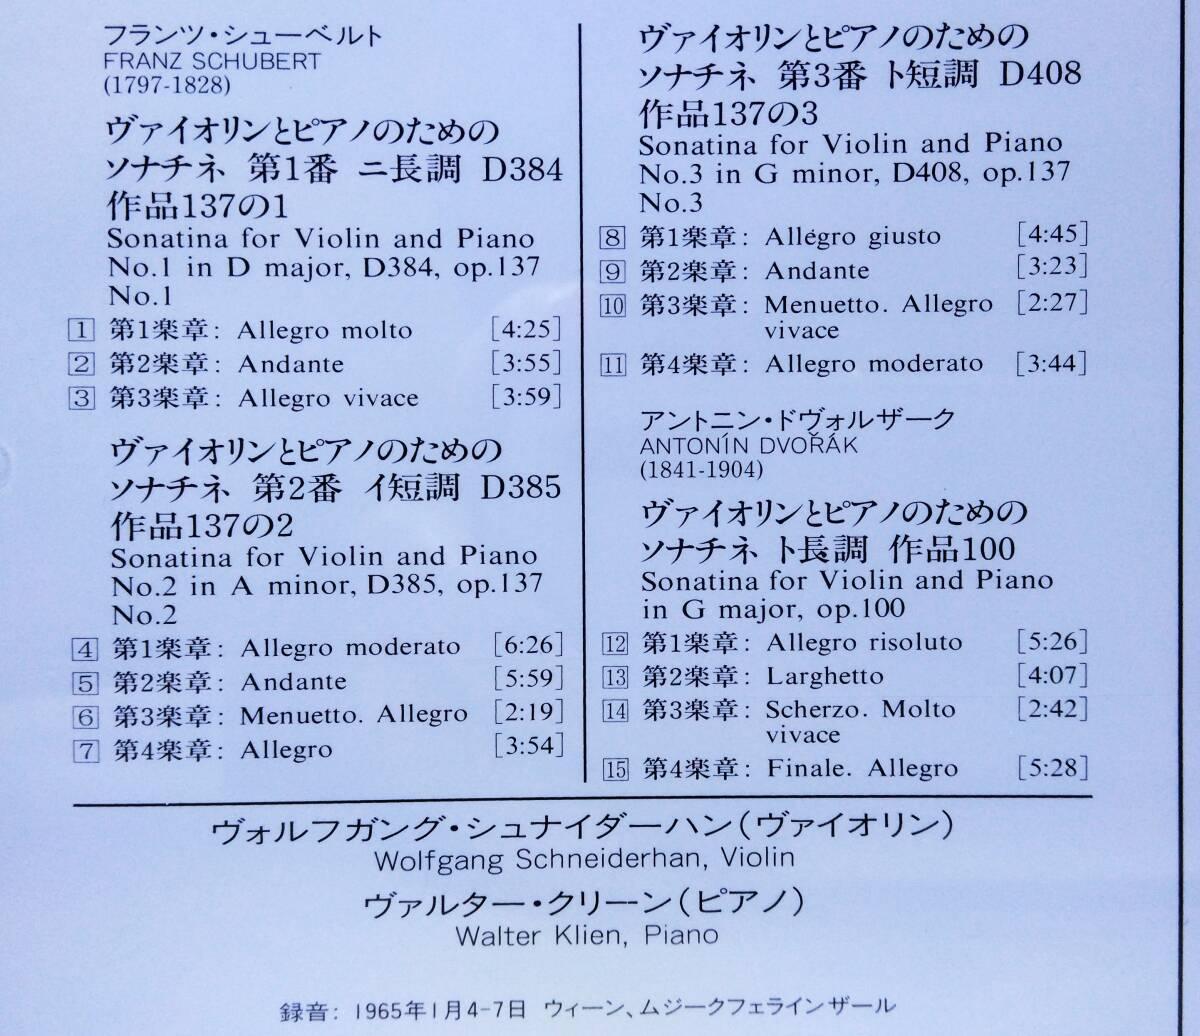 フランツ・シューベルト
FRANZ SCHUBERT
(1797-1828)
ヴァイオリンとピアノのための
ソナチネ 第1番 ニ長調 D384
作品137の1
Sonatina for Violin and Piano
No.1 in D major, D384, op.137
No.1
1 第1楽章: Allegro molto [4:25]
2 第2楽章: Andante [3:55]
3 第3楽章: Allegro vivace [3:59]
ヴァイオリンとピアノのための
ソナチネ 第2番 イ短調 D385
作品137の2
Sonatina for Violin and Piano
No.2 in A minor, D385, op.137
No.2
4 第1楽章: Allegro moderato [6:26]
5 第2楽章: Andante [5:59]
6 第3楽章: Menuetto. Allegro [2:19]
7 第4楽章: Allegro [3:54]
ヴァイオリンとピアノのための
ソナチネ 第3番 ト短調 D408
作品137の3
Sonatina for Violin and Piano
No.3 in G minor, D408, op.137
No.3
8 第1楽章: Allegro giusto [4:45]
9 第2楽章: Andante [3:23]
10 第3楽章: Menuetto. Allegro [2:27]
vivace
11 第4楽章: Allegro moderato [3:44]
アントニン・ドヴォルザーク
ANTONÍN DVOŘÁK
(1841-1904)
ヴァイオリンとピアノのための
ソナチネ ト長調 作品100
Sonatina for Violin and Piano
in G major, op.100
12 第1楽章: Allegro risoluto [5:26]
13 第2楽章: Larghetto [4:07]
14 第3楽章: Scherzo. Molto [2:42]
vivace
15 第4楽章: Finale. Allegro [5:28]
ヴォルフガング・シュナイダーハン(ヴァイオリン)
Wolfgang Schneiderhan, Violin
ヴァルター・クリーン(ピアノ)
Walter Klien, Piano
録音: 1965年1月4-7日 ウィーン、ムジークフェラインザール